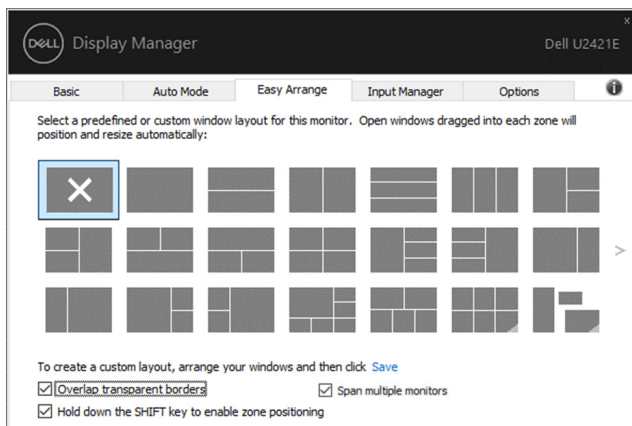 x
DELL Display Manager Dell U2421E
Basic Auto Mode Easy Arrange Input Manager Options i
Select a predefined or custom window layout for this monitor. Open windows dragged into each zone will
position and resize automatically:
>
To create a custom layout, arrange your windows and then click Save
Overlap transparent borders Span multiple monitors
Hold down the SHIFT key to enable zone positioning